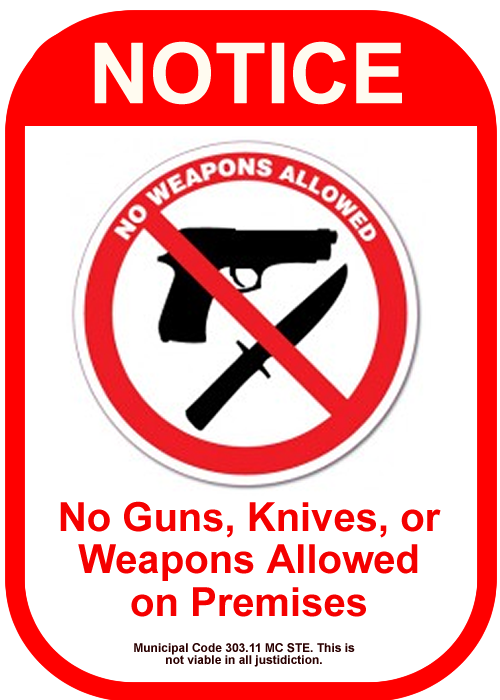 NOTICE
NO WEAPONS ALLOWED
No Guns, Knives, or
Weapons Allowed
on Premises
Municipal Code 303.11 MC STE. This is
not viable in all justidiction.